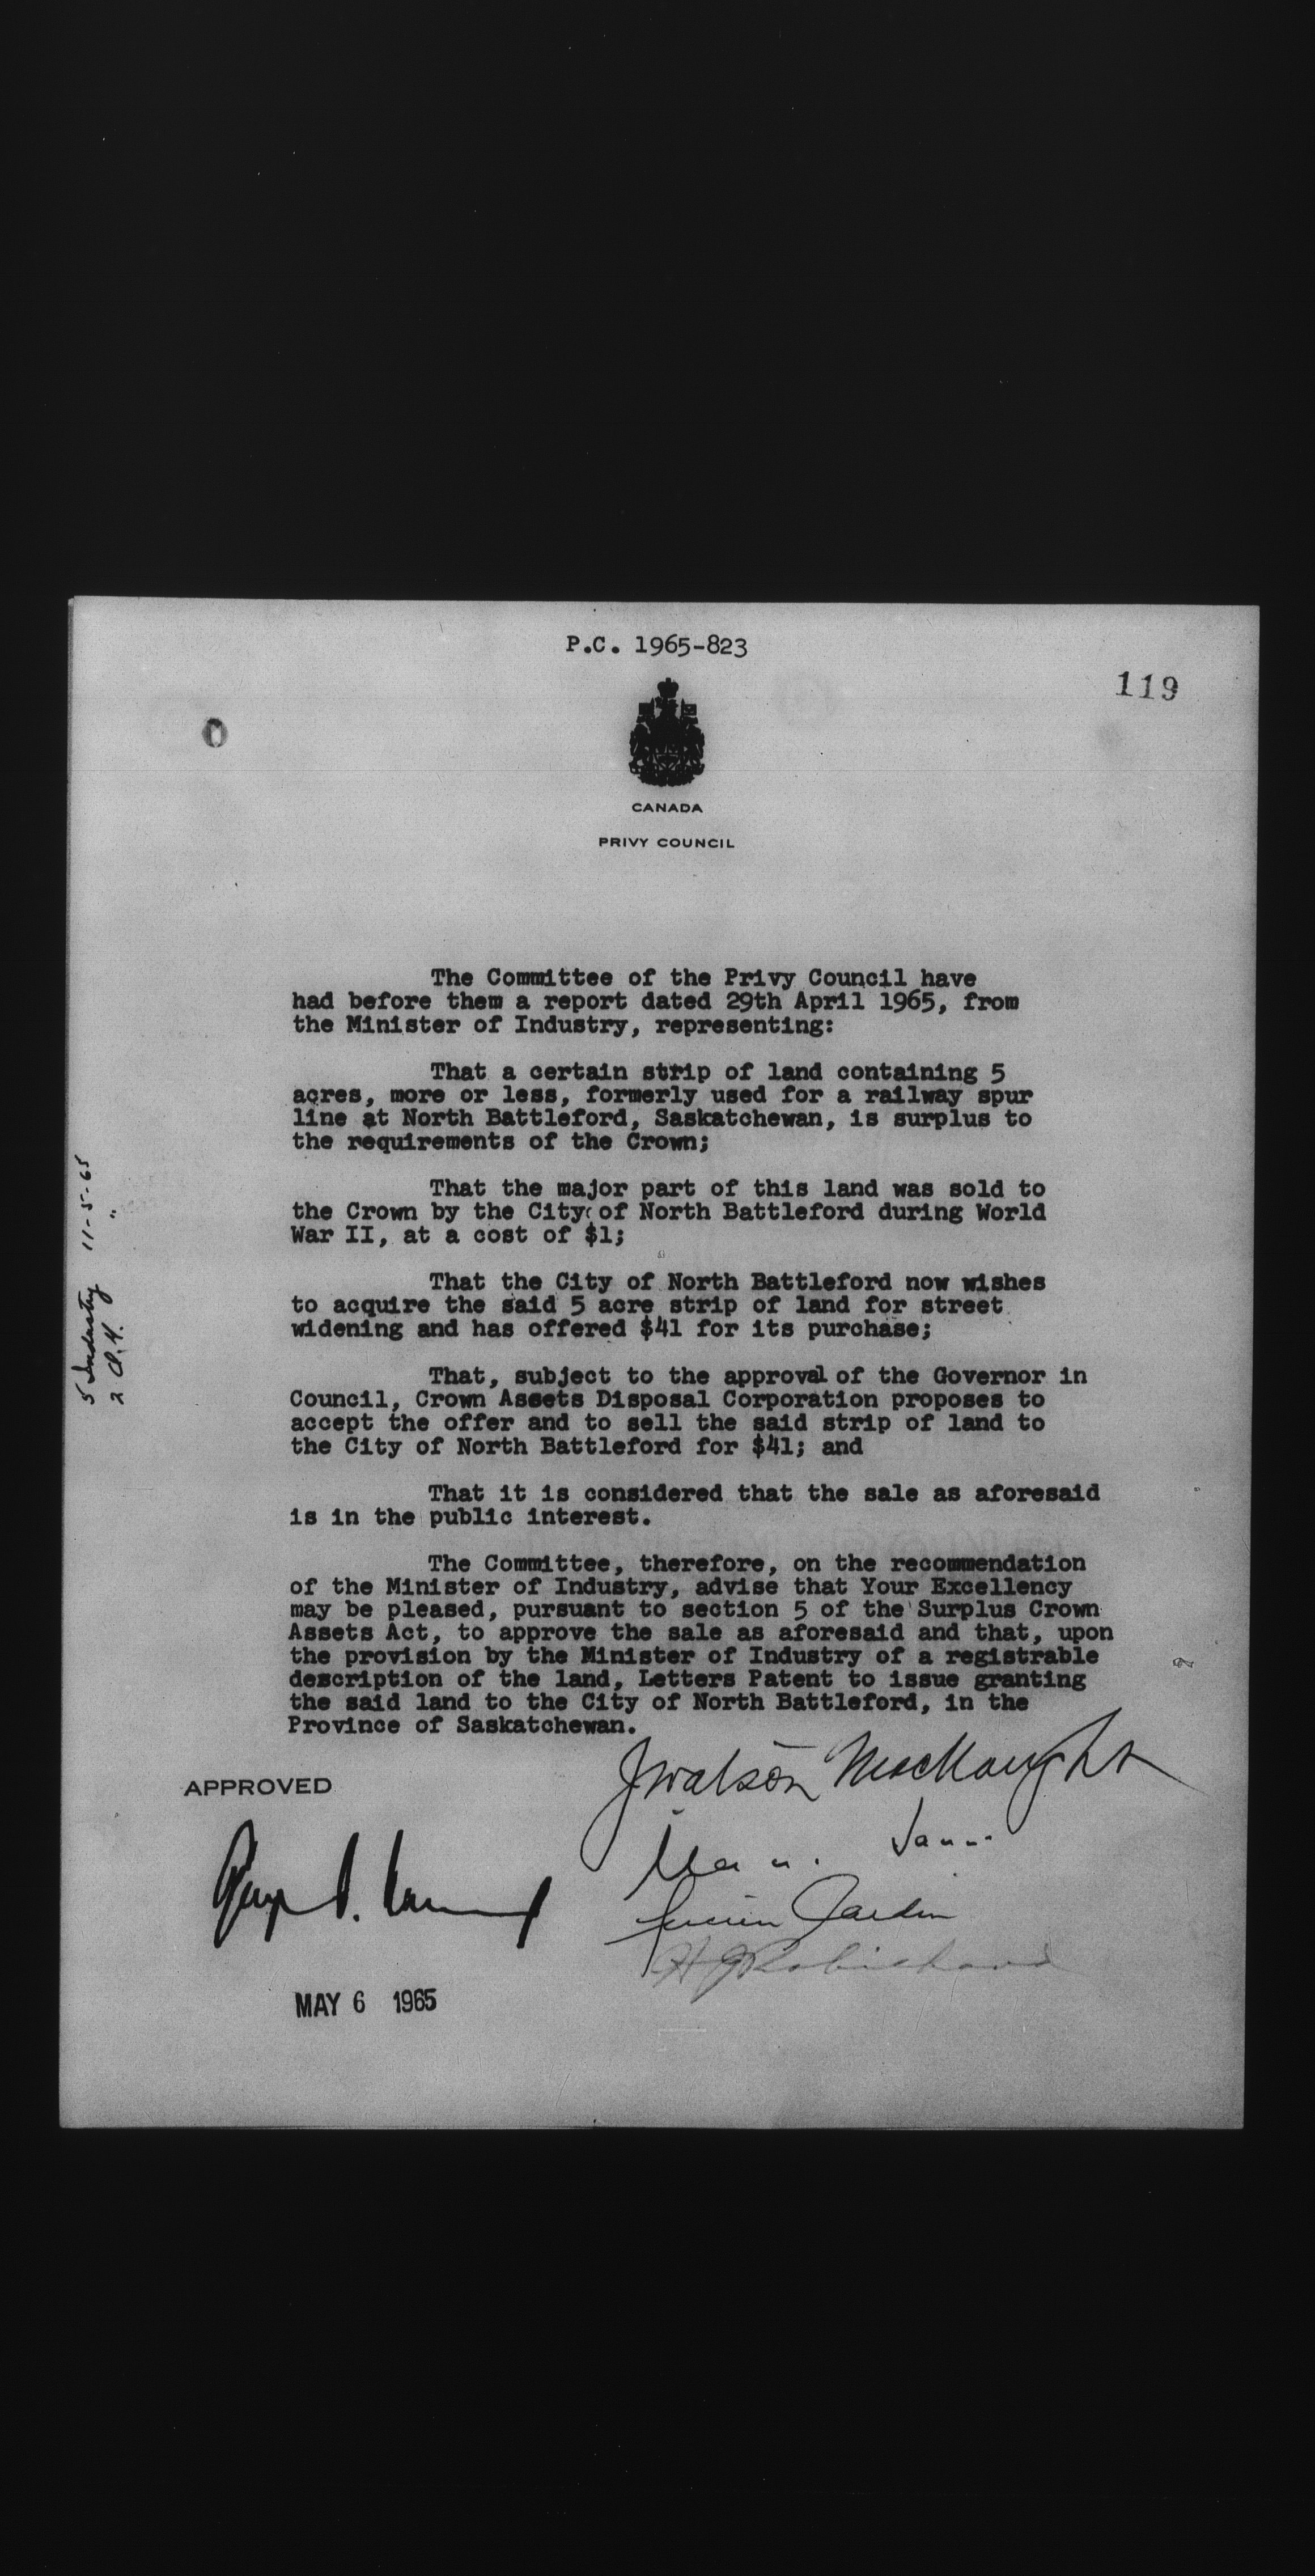 P.C. 1965-823
119
CANADA
PRIVY COUNCIL
The Committee of the Privy Council have
had before them a report dated 29th April 1965, from
the Minister of Industry, representing:
That a certain strip of land containing 5
acres, more or less, formerly used for a railway spur
line at North Battleford, Saskatchewan, is surplus to
the requirements of the Crown;
That the major part of this land was sold to
the Crown by the City of North Battleford during World
War II, at a cost of $1;
That the City of North Battleford now wishes
to acquire the said 5 acre strip of land for street
widening and has offered $41 for its purchase;
That, subject to the approval of the Governor in
Council, Crown Assets Disposal Corporation proposes to
accept the offer and to sell the said strip of land to
the City of North Battleford for $41; and
That it is considered that the sale as aforesaid
is in the public interest.
The Committee, therefore, on the recommendation
of the Minister of Industry, advise that Your Excellency
may be pleased, pursuant to section 5 of the Surplus Crown
Assets Act, to approve the sale as aforesaid and that, upon
the provision by the Minister of Industry of a registrable
description of the land, Letters Patent to issue granting
the said land to the City of North Battleford, in the
Province of Saskatchewan.
5 Industry 11-5-65
2 "
J Watson MacNaught
APPROVED
Lucien Cardin
H J Robichaud
MAY 6 1965